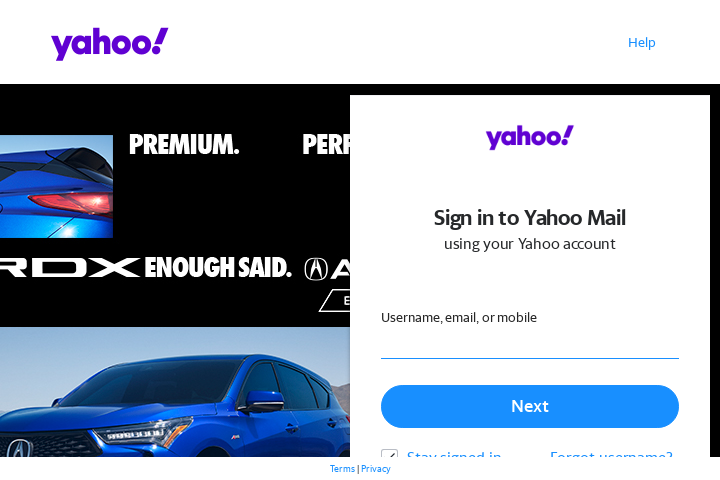 yahoo!
Help
PREMIUM.
RDX ENOUGH SAID.
yahoo!
Sign in to Yahoo Mail
using your Yahoo account
Username, email, or mobile
Next
Stay signed in
Forgot username?
Terms | Privacy